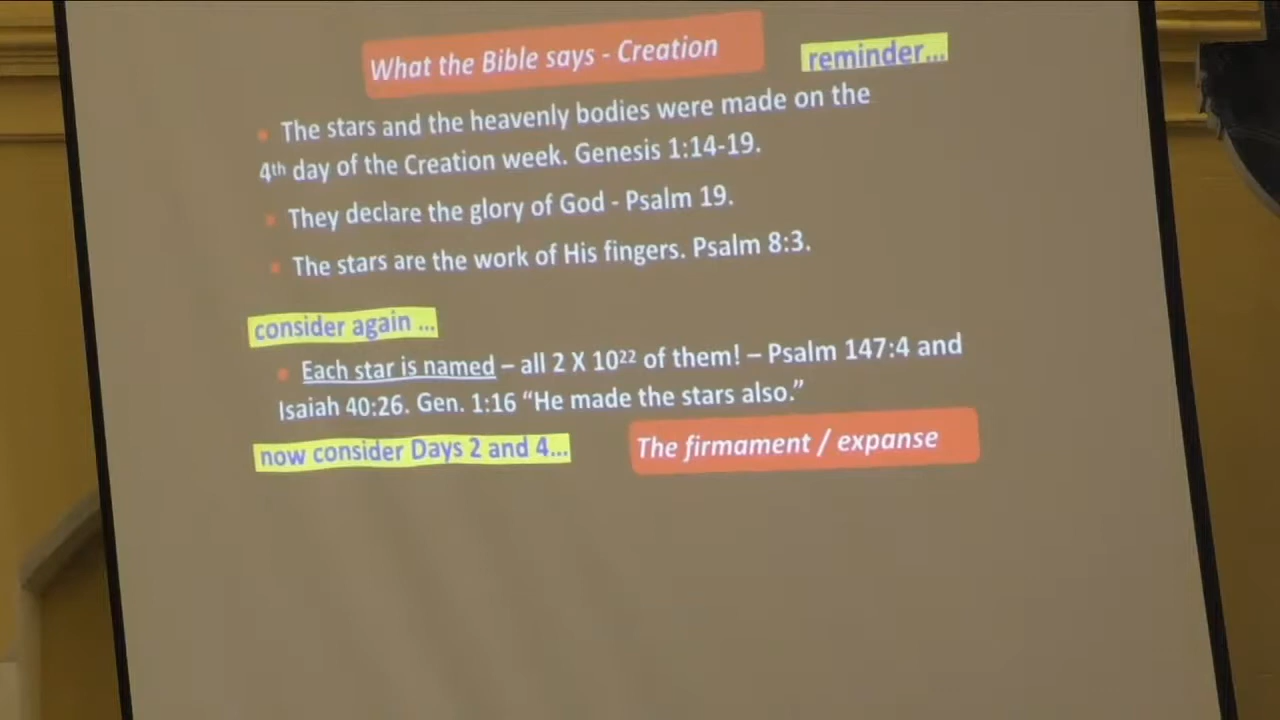 What the Bible says - Creation
reminder...
The stars and the heavenly bodies were made on the
4th day of the Creation week. Genesis 1:14-19.
They declare the glory of God - Psalm 19.
The stars are the work of His fingers. Psalm 8:3.
consider again ...
Each star is named – all 2 X 10²² of them! – Psalm 147:4 and
Isaiah 40:26. Gen. 1:16 “He made the stars also.”
now consider Days 2 and 4...
The firmament / expanse